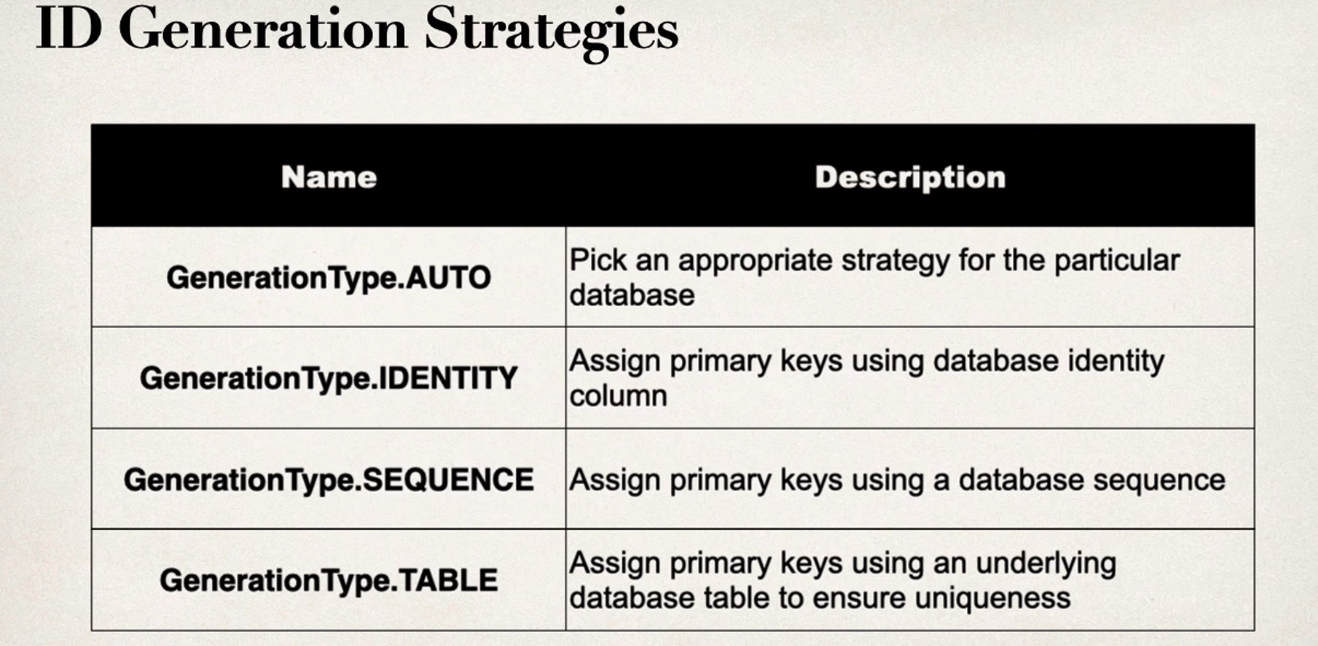 ID Generation Strategies
Name
Description
GenerationType.AUTO
Pick an appropriate strategy for the particular
database
GenerationType.IDENTITY
Assign primary keys using database identity
column
GenerationType.SEQUENCE
Assign primary keys using a database sequence
GenerationType.TABLE
Assign primary keys using an underlying
database table to ensure uniqueness